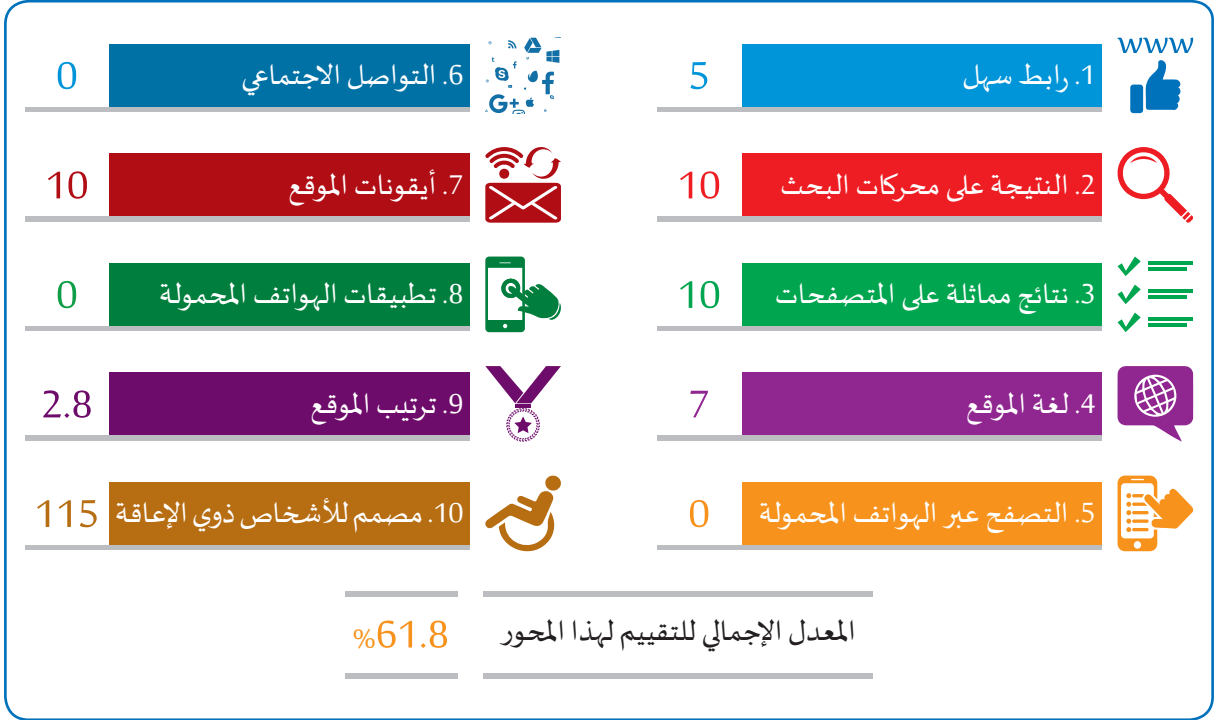 www
1. رابط سهل
5
2. النتيجة على محركات البحث
10
3. نتائج مماثلة على المتصفحات
10
4. لغة الموقع
7
5. التصفح عبر الهواتف المحمولة
0
6. التواصل الاجتماعي
0
7. أيقونات الموقع
10
8. تطبيقات الهواتف المحمولة
0
9. ترتيب الموقع
2.8
10. مصمم للأشخاص ذوي الإعاقة
115
المعدل الإجمالي للتقييم لهذا المحور
%61.8